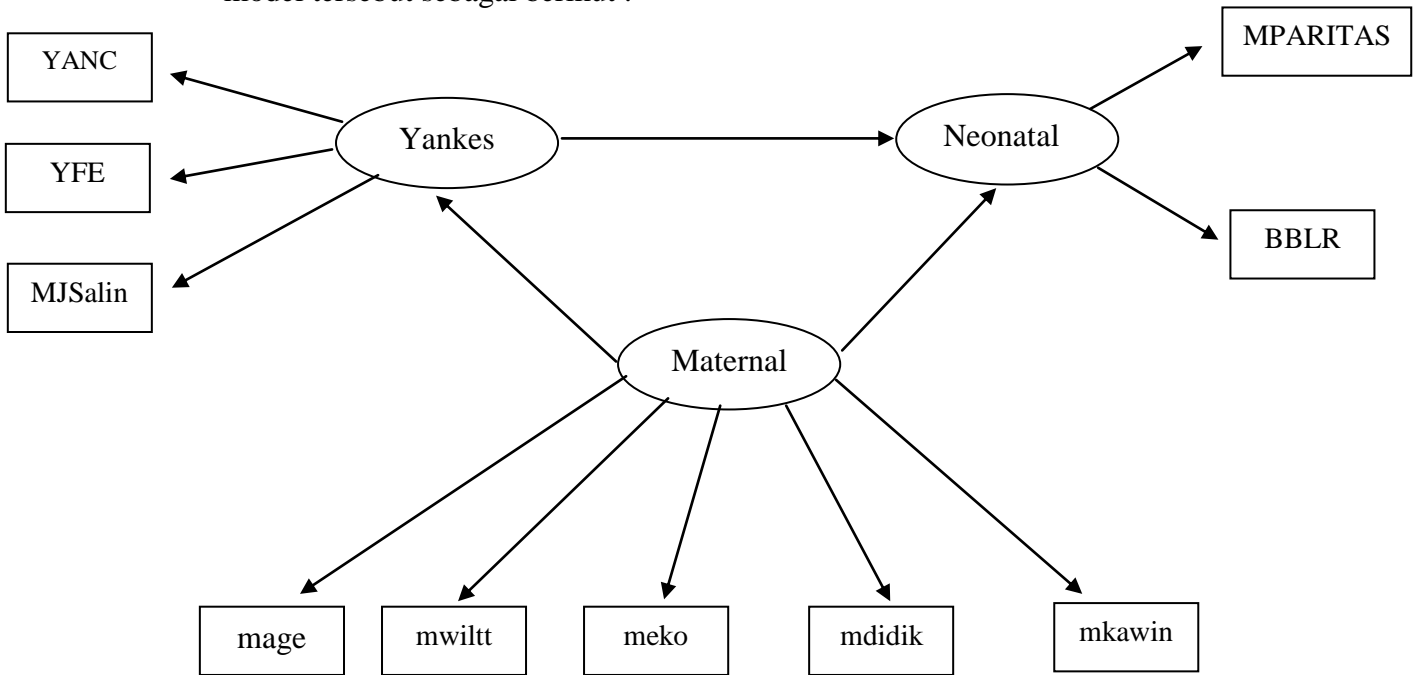 model tersebut sebagai berikut :
MPARITAS
YANC
Yankes
Neonatal
YFE
BBLR
MJSalin
Maternal
mage
mwiltt
meko
mdidik
mkawin